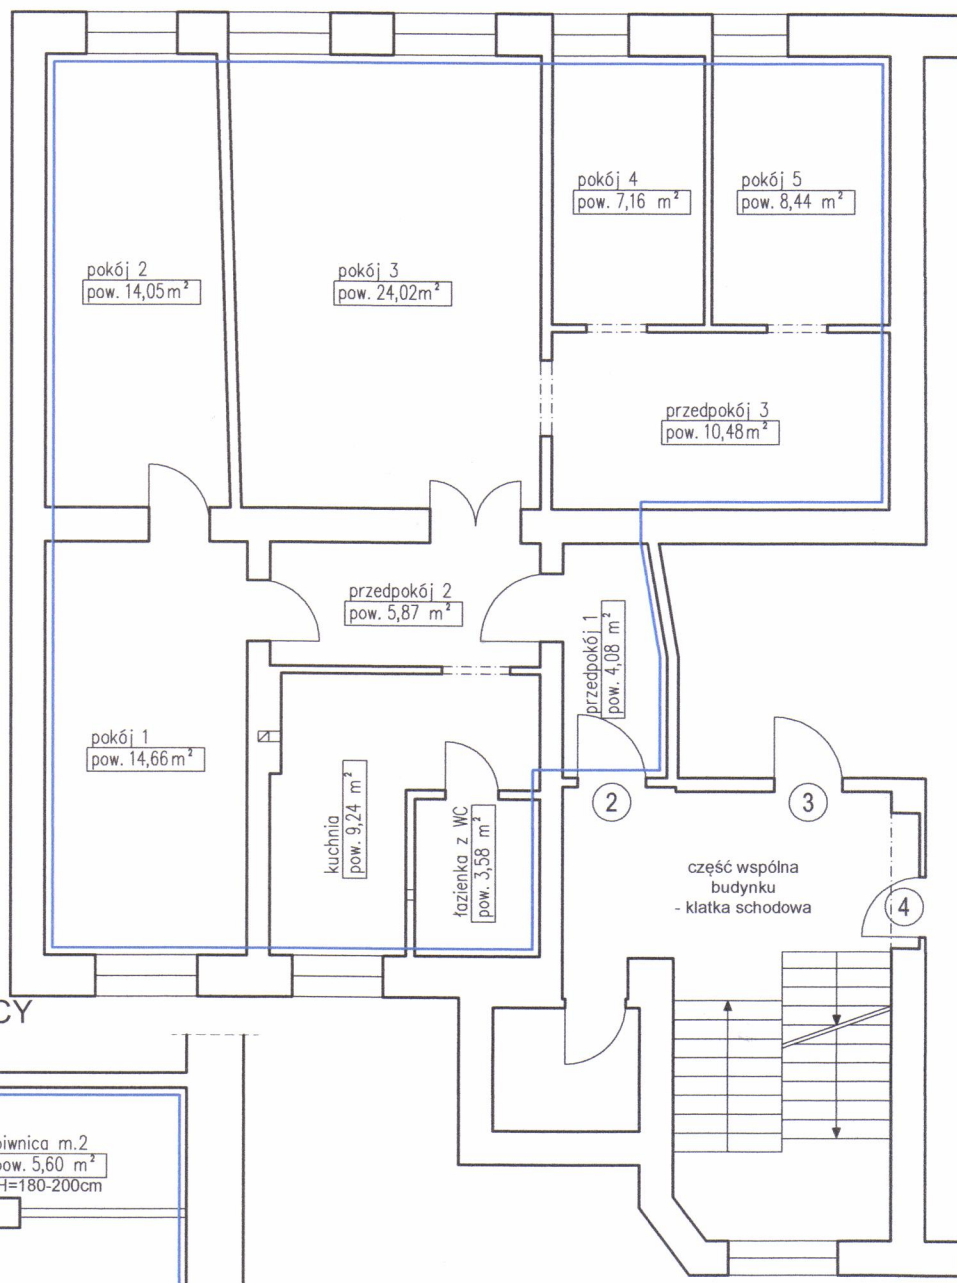 pokój 4
pow. 7,16 m²
pokój 5
pow. 8,44 m²
pokój 2
pow. 14,05m²
pokój 3
pow. 24,02m²
przedpokój 3
pow. 10,48m²
przedpokój 2
pow. 5,87 m²
przedpokój 1
pow. 4,08 m²
pokój 1
pow. 14,66m²
kuchnia
pow. 9,24 m²
łazienka z WC
pow. 3,58 m²
2
3
część wspólna
budynku
- klatka schodowa
4
CY
piwnica m.2
pow. 5,60 m²
H=180-200cm